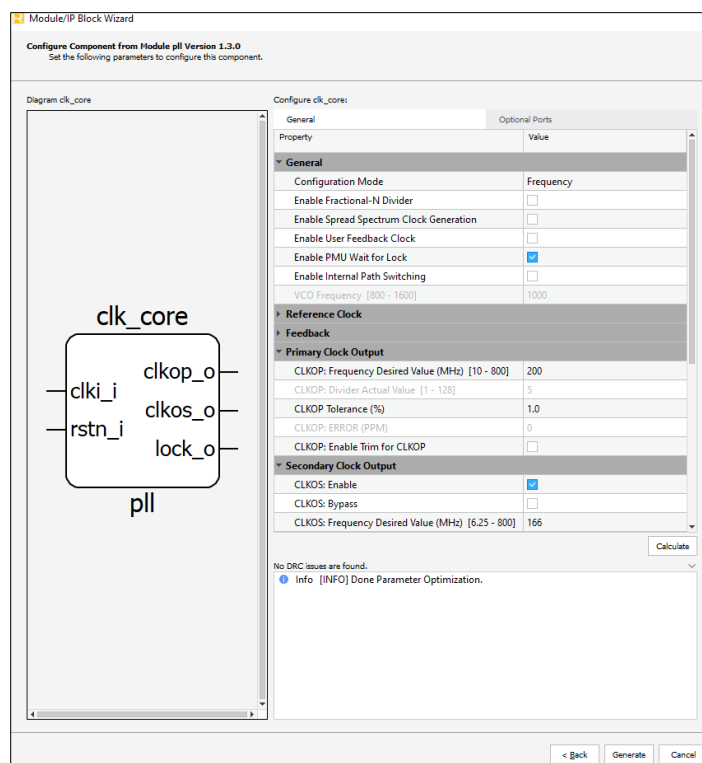 Module/IP Block Wizard
Configure Component from Module pll Version 1.3.0
Set the following parameters to configure this component.
Diagram clk_core
Configure clk_core:
General Optional Ports
Property Value
General
Configuration Mode Frequency
Enable Fractional-N Divider
Enable Spread Spectrum Clock Generation
Enable User Feedback Clock
Enable PMU Wait for Lock
Enable Internal Path Switching
VCO Frequency [800 - 1600] 1000
Reference Clock
Feedback
Primary Clock Output
CLKOP: Frequency Desired Value (MHz) [10 - 800] 200
CLKOP: Divider Actual Value [1 - 128] 5
CLKOP Tolerance (%) 1.0
CLKOP: ERROR (PPM) 0
CLKOP: Enable Trim for CLKOP
Secondary Clock Output
CLKOS: Enable
CLKOS: Bypass
CLKOS: Frequency Desired Value (MHz) [6.25 - 800] 166
clk_core
clki_i
rstn_i
clkop_o
clkos_o
lock_o
pll
Calculate
No DRC issues are found.
Info [INFO] Done Parameter Optimization.
< Back Generate Cancel